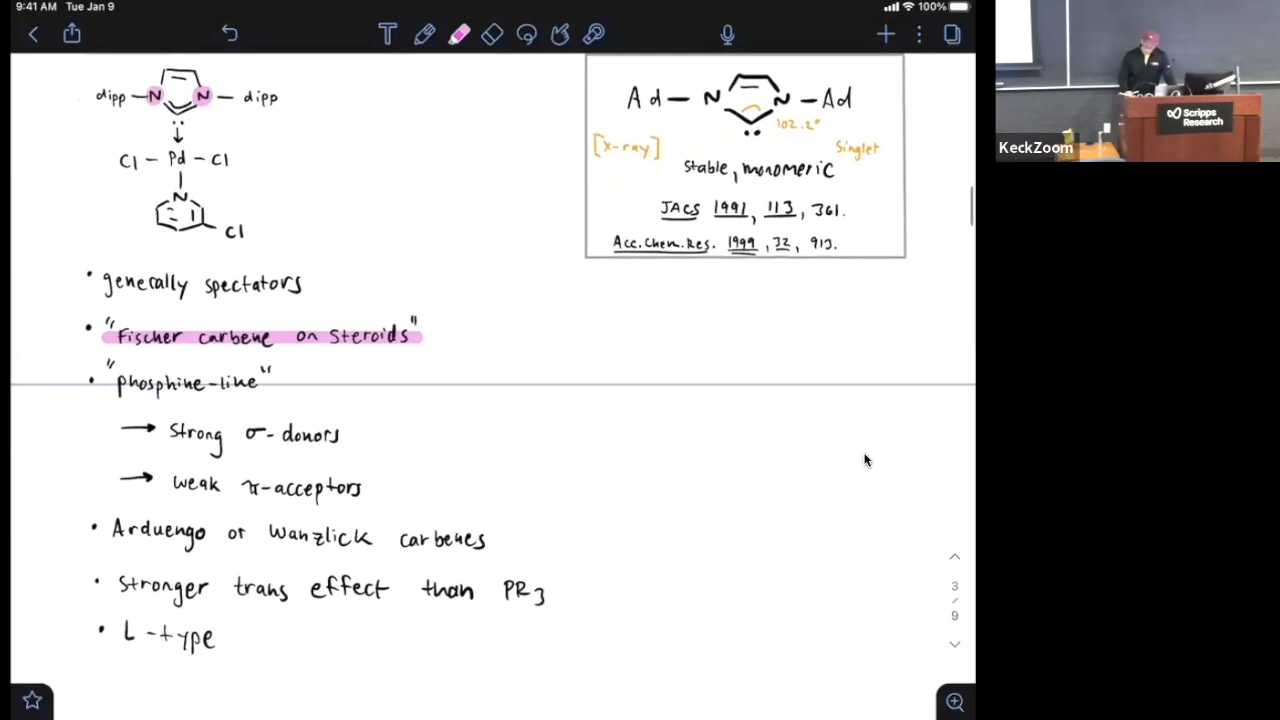 9:41 AM Tue Jan 9
100%
dipp – N N – dipp
Cl – Pd – Cl
N
Cl
• generally spectators
• "Fischer carbene on Steroids"
• "phosphine-like"
→ Strong σ-donors
→ weak π-acceptors
• Arduengo or Wanzlick carbenes
• Stronger trans effect than PR3
• L-type
Ad – N N – Ad
102.2°
[X-ray]
Singlet
Stable, monomeric
JACS 1991, 113, 361.
Acc. Chem. Res. 1999, 32, 913.
3
/
9
Scripps
Research
KeckZoom